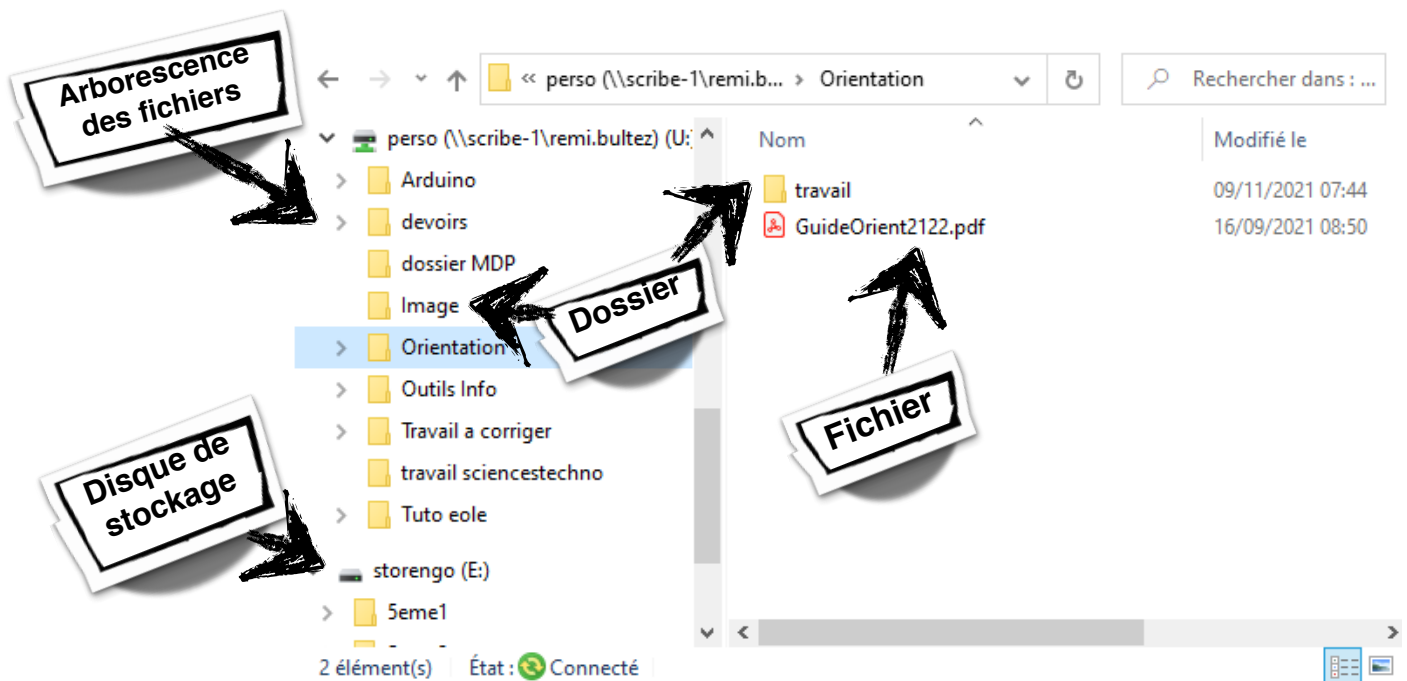 Arborescence
des fichiers
« perso (\\scribe-1\remi.b... > Orientation
Rechercher dans : ...
perso (\\scribe-1\remi.bultez) (U:
Arduino
devoirs
dossier MDP
Image
Orientation
Outils Info
Travail a corriger
travail sciencestechno
Tuto eole
storengo (E:)
5eme1
Nom
Modifié le
travail
09/11/2021 07:44
GuideOrient2122.pdf
16/09/2021 08:50
Dossier
Fichier
Disque de
stockage
2 élément(s)
État : Connecté